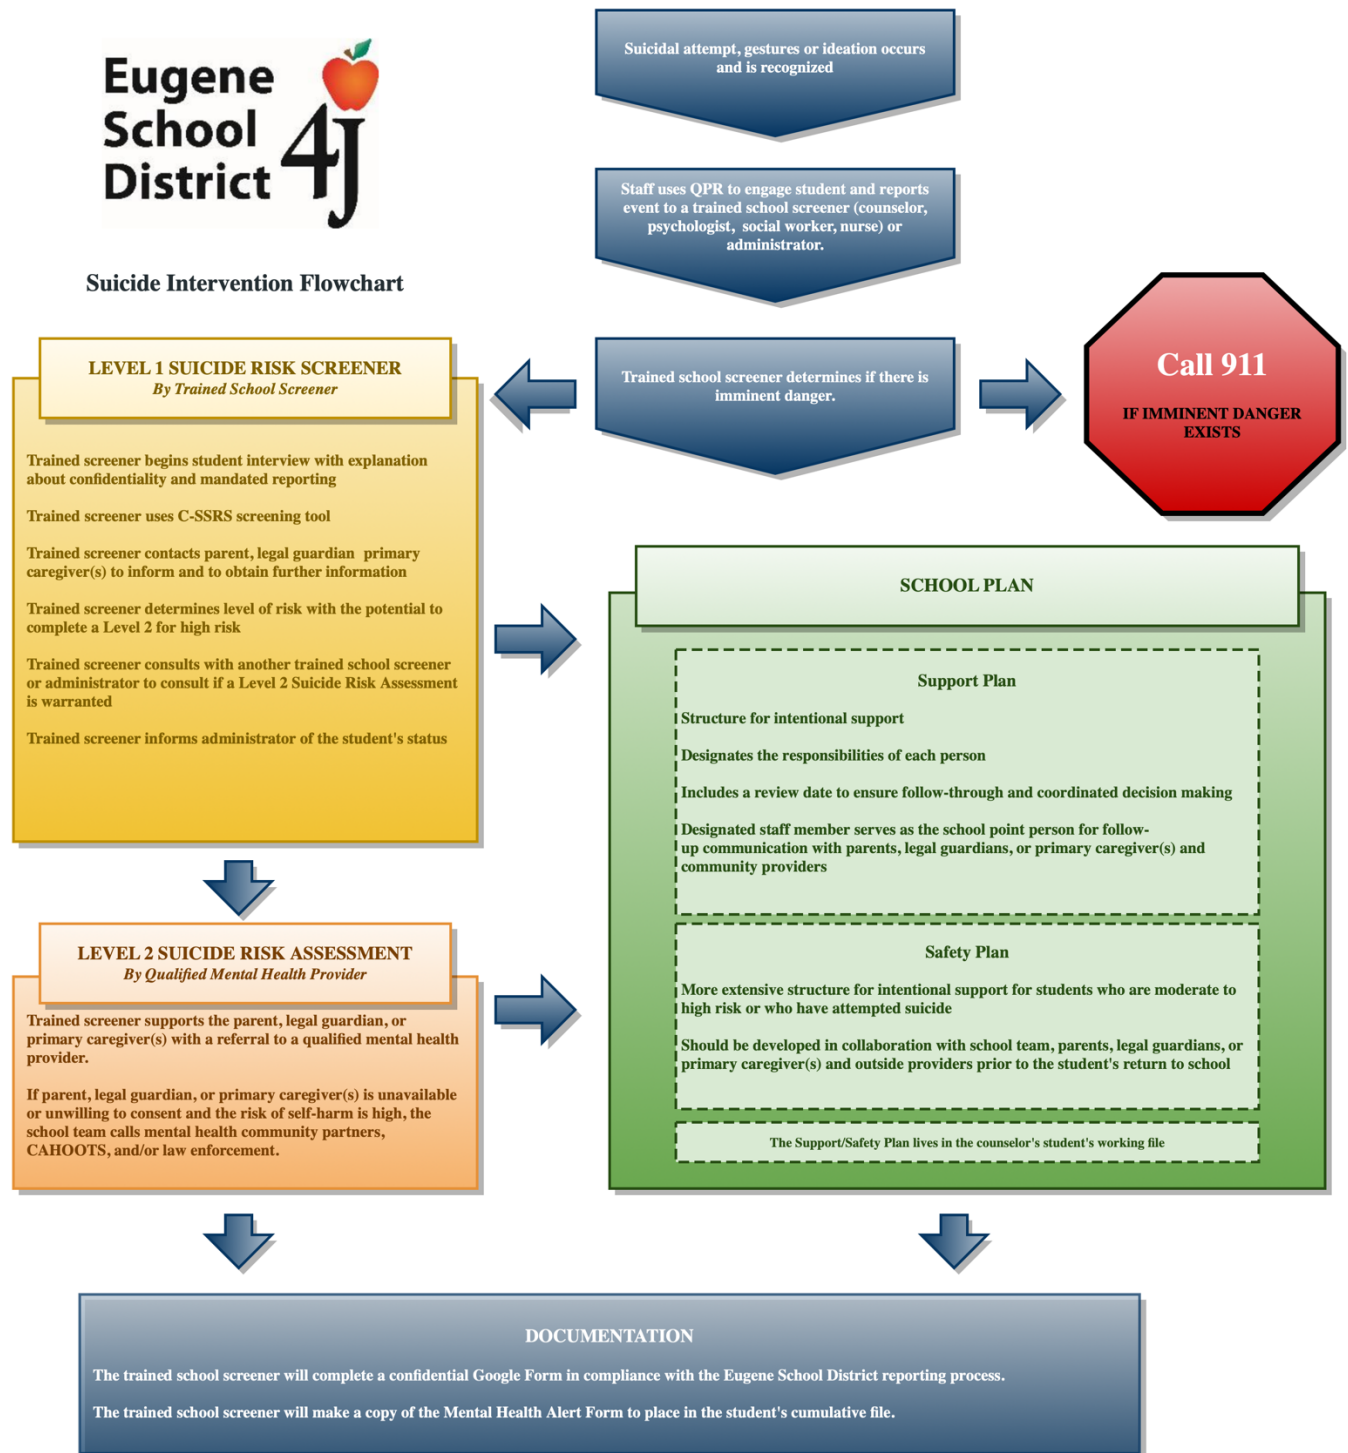 Eugene
School
District 4J
Suicide Intervention Flowchart
Suicidal attempt, gestures or ideation occurs
and is recognized
Staff uses QPR to engage student and reports
event to a trained school screener (counselor,
psychologist, social worker, nurse) or
administrator.
Trained school screener determines if there is
imminent danger.
Call 911
IF IMMINENT DANGER
EXISTS
LEVEL 1 SUICIDE RISK SCREENER
By Trained School Screener
Trained screener begins student interview with explanation
about confidentiality and mandated reporting
Trained screener uses C-SSRS screening tool
Trained screener contacts parent, legal guardian primary
caregiver(s) to inform and to obtain further information
Trained screener determines level of risk with the potential to
complete a Level 2 for high risk
Trained screener consults with another trained school screener
or administrator to consult if a Level 2 Suicide Risk Assessment
is warranted
Trained screener informs administrator of the student's status
LEVEL 2 SUICIDE RISK ASSESSMENT
By Qualified Mental Health Provider
Trained screener supports the parent, legal guardian, or
primary caregiver(s) with a referral to a qualified mental health
provider.
If parent, legal guardian, or primary caregiver(s) is unavailable
or unwilling to consent and the risk of self-harm is high, the
school team calls mental health community partners,
CAHOOTS, and/or law enforcement.
SCHOOL PLAN
Support Plan
Structure for intentional support
Designates the responsibilities of each person
Includes a review date to ensure follow-through and coordinated decision making
Designated staff member serves as the school point person for follow-
up communication with parents, legal guardians, or primary caregiver(s) and
community providers
Safety Plan
More extensive structure for intentional support for students who are moderate to
high risk or who have attempted suicide
Should be developed in collaboration with school team, parents, legal guardians, or
primary caregiver(s) and outside providers prior to the student's return to school
The Support/Safety Plan lives in the counselor's student's working file
DOCUMENTATION
The trained school screener will complete a confidential Google Form in compliance with the Eugene School District reporting process.
The trained school screener will make a copy of the Mental Health Alert Form to place in the student's cumulative file.